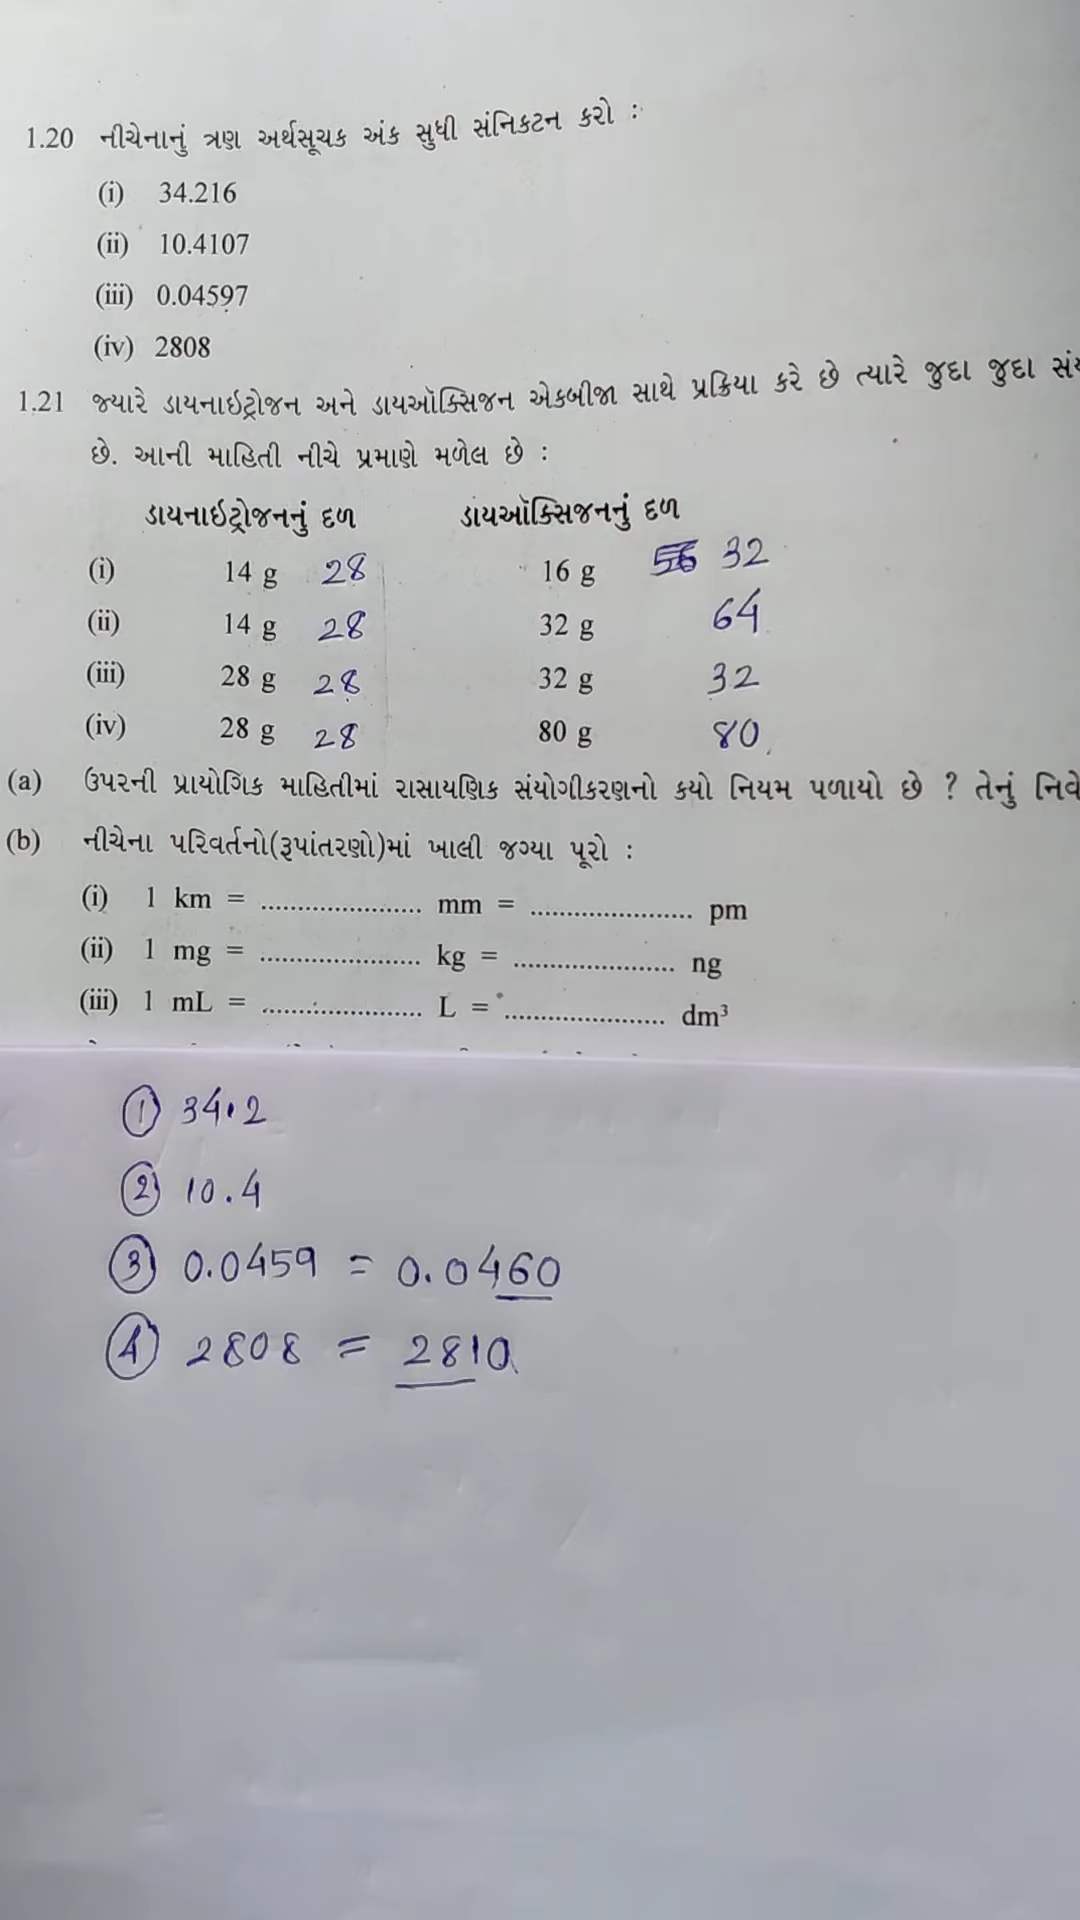 1.20 નીચેનાનું ત્રણ અર્થસૂચક અંક સુધી સંનિકટન કરો :
(i) 34.216
(ii) 10.4107
(iii) 0.04597
(iv) 2808
1.21 જ્યારે ડાયનાઇટ્રોજન અને ડાયઑક્સિજન એકબીજા સાથે પ્રક્રિયા કરે છે ત્યારે જુદા જુદા
છે. આની માહિતી નીચે પ્રમાણે મળેલ છે :
ડાયનાઇટ્રોજનનું દળ ડાયઑક્સિજનનું દળ
(i) 14 g 28 16 g 56 32
(ii) 14 g 28 32 g 64
(iii) 28 g 28 32 g 32
(iv) 28 g 28 80 g 80
(a) ઉપરની પ્રાયોગિક માહિતીમાં રાસાયણિક સંયોગીકરણનો કયો નિયમ પળાયો છે ? તેનું
(b) નીચેના પરિવર્તનો(રૂપાંતરણો)માં ખાલી જગ્યા પૂરો :
(i) 1 km = ...................... mm = ...................... pm
(ii) 1 mg = ...................... kg = ...................... ng
(iii) 1 mL = ...................... L = ...................... dm³
① 34.2
② 10.4
③ 0.0459 = 0.0460
④ 2808 = 2810